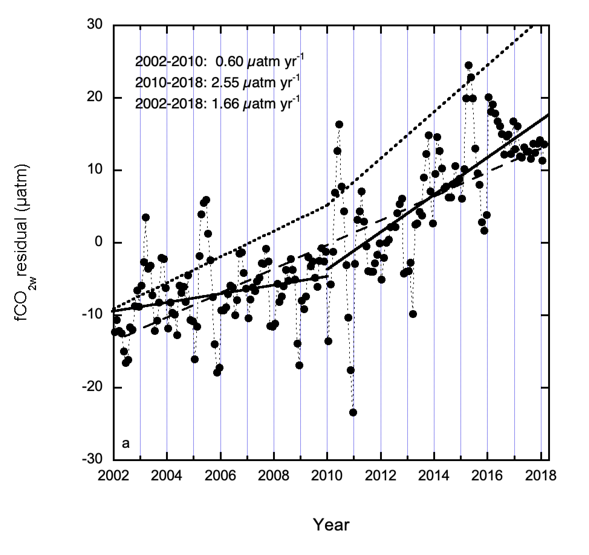 30
20
10
0
-10
-20
-30
fCO2w residual (µatm)
2002-2010: 0.60 µatm yr-1
2010-2018: 2.55 µatm yr-1
2002-2018: 1.66 µatm yr-1
a
2002 2004 2006 2008 2010 2012 2014 2016 2018
Year